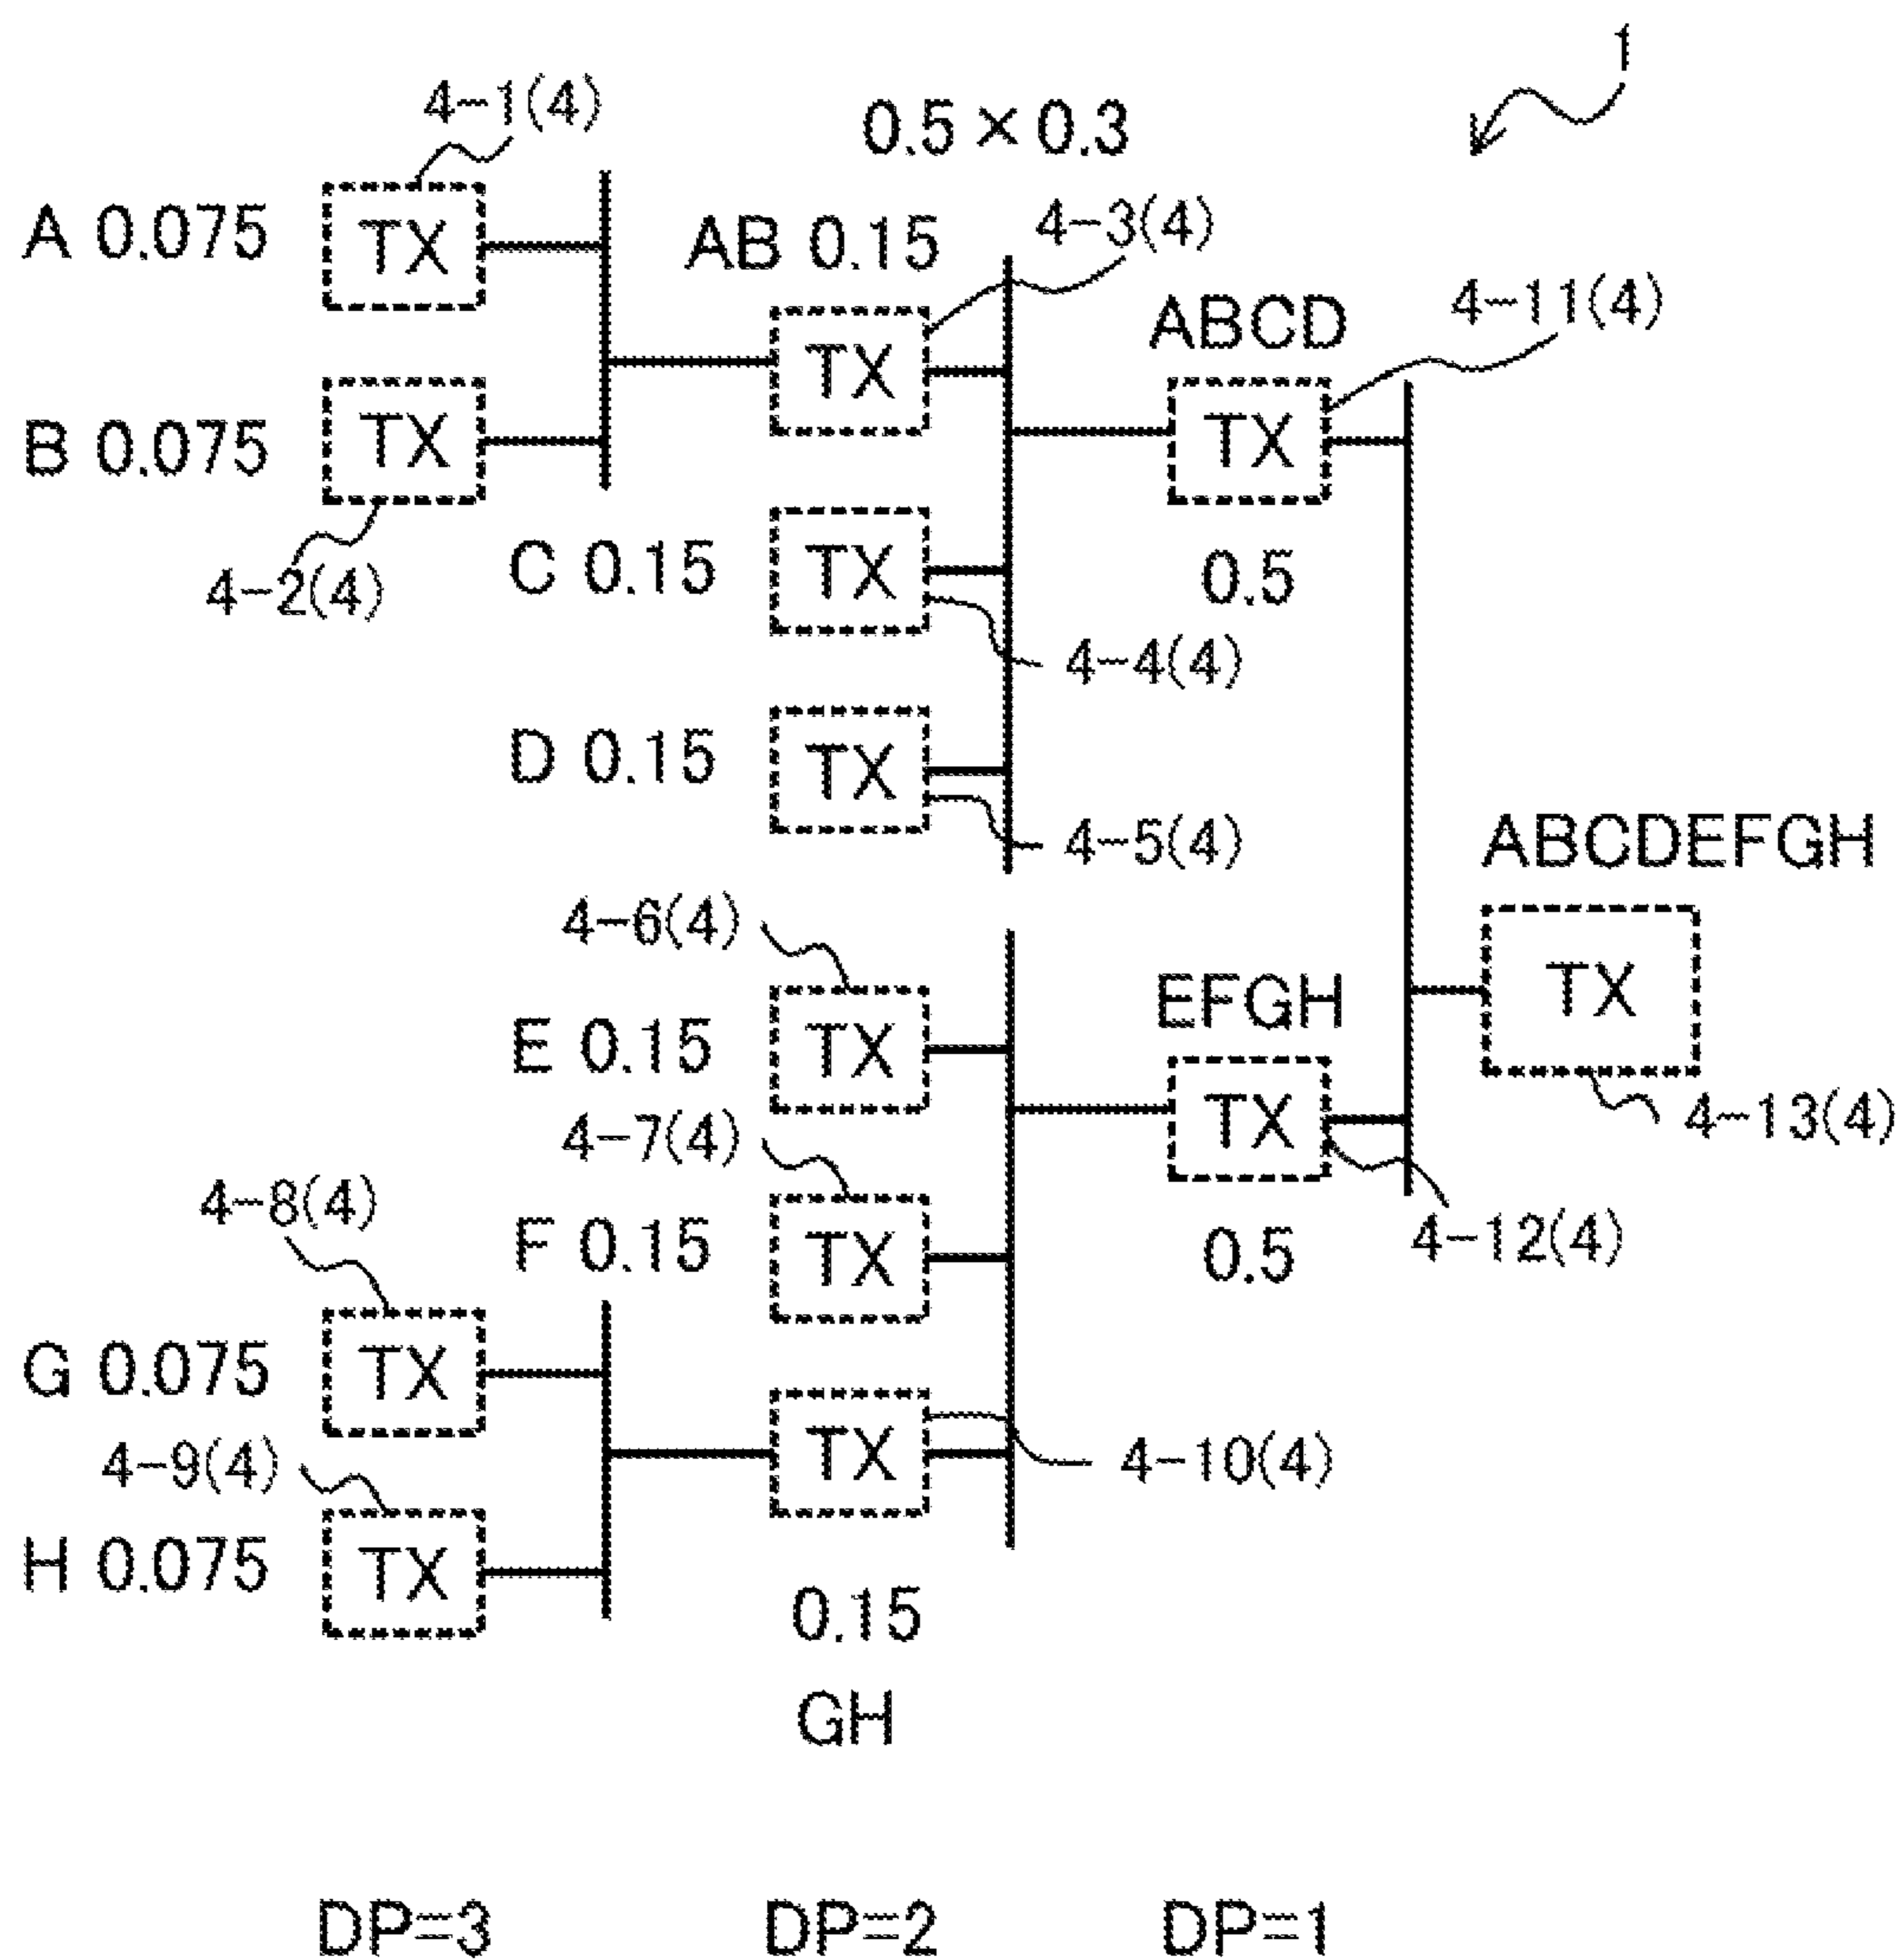 1
4-1(4)
0.5×0.3
A 0.075
TX
AB 0.15
4-3(4)
TX
ABCD
4-11(4)
B 0.075
TX
TX
4-2(4)
C 0.15
TX
0.5
4-4(4)
D 0.15
TX
4-5(4)
ABCDEFGH
4-6(4)
TX
EFGH
E 0.15
TX
TX
4-13(4)
4-7(4)
4-8(4)
F 0.15
TX
0.5
4-12(4)
G 0.075
TX
4-9(4)
TX
4-10(4)
H 0.075
TX
0.15
GH
DP=3
DP=2
DP=1